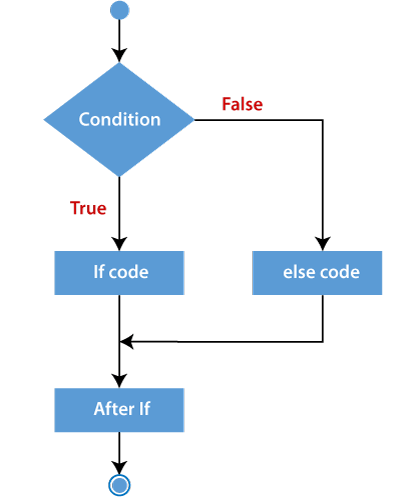 Condition
False
True
If code
else code
After If